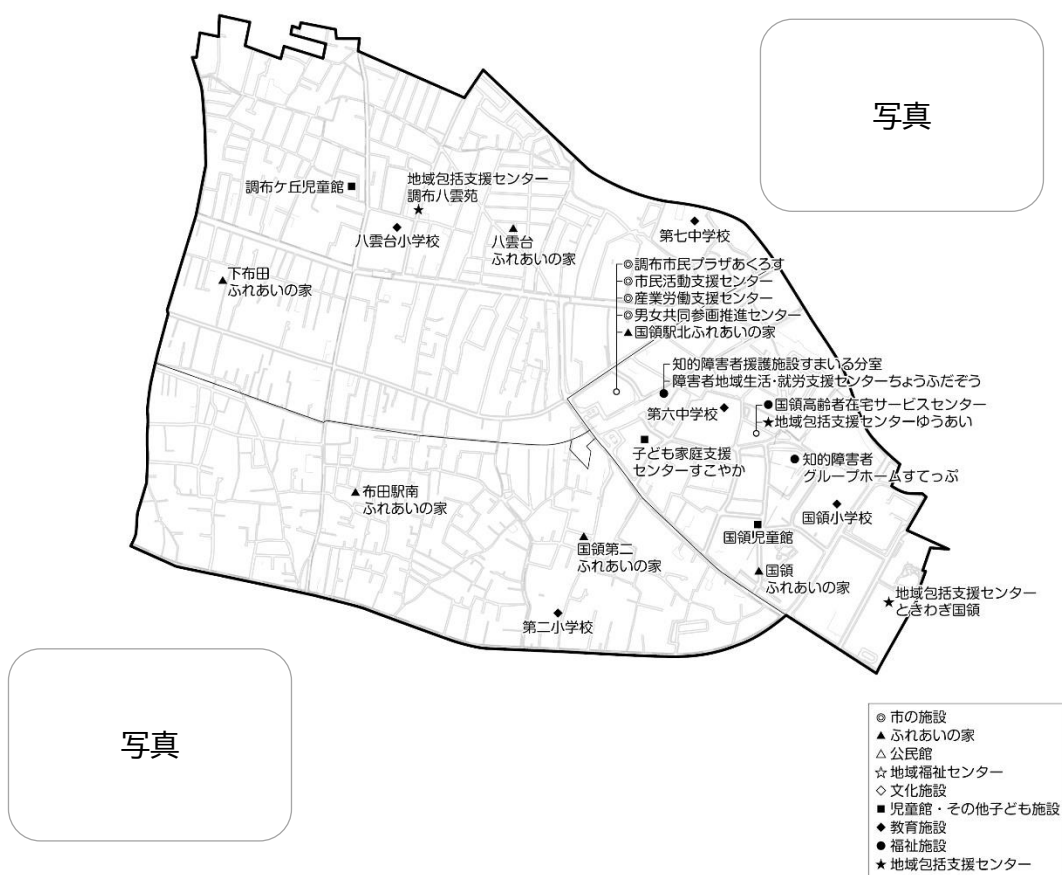 写真
調布ケ丘児童館
地域包括支援センター
調布八雲苑
八雲台小学校
八雲台
ふれあいの家
第七中学校
下布田
ふれあいの家
◎調布市民プラザあくろす
◎市民活動支援センター
◎産業労働支援センター
◎男女共同参画推進センター
▲国領駅北ふれあいの家
知的障害者援護施設すまいる分室
障害者地域生活・就労支援センターちょうふだぞう
第六中学校
●国領高齢者在宅サービスセンター
★地域包括支援センターゆうあい
子ども家庭支援
センターすこやか
知的障害者
グループホームすてっぷ
布田駅南
ふれあいの家
国領小学校
国領児童館
国領第二
ふれあいの家
国領
ふれあいの家
地域包括支援センター
ときわぎ国領
第二小学校
写真
◎ 市の施設
▲ ふれあいの家
△ 公民館
☆ 地域福祉センター
◇ 文化施設
■ 児童館・その他子ども施設
◆ 教育施設
● 福祉施設
★ 地域包括支援センター